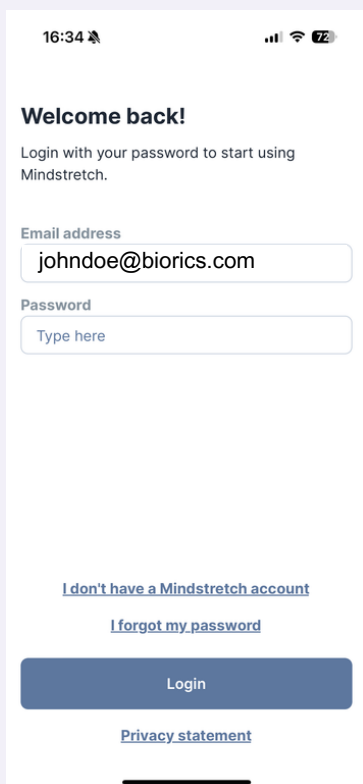 16:34
72
Welcome back!
Login with your password to start using
Mindstretch.
Email address
johndoe@biorics.com
Password
Type here
I don't have a Mindstretch account
I forgot my password
Login
Privacy statement